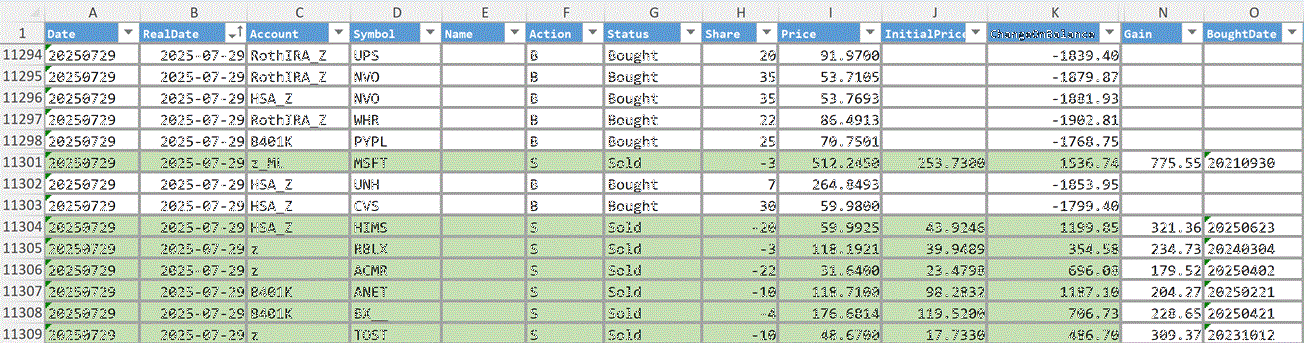 A B C D E F G H I J K N O
1 Date RealDate Account Symbol Name Action Status Share Price InitialPrice ChangeInBalance Gain BoughtDate
11294 20250729 2025-07-29 RothIRA_Z UPS B Bought 20 91.9700 -1839.40
11295 20250729 2025-07-29 RothIRA_Z NVO B Bought 35 53.7105 -1879.87
11296 20250729 2025-07-29 HSA_Z NVO B Bought 35 53.7693 -1881.93
11297 20250729 2025-07-29 RothIRA_Z WHR B Bought 22 86.4913 -1902.81
11298 20250729 2025-07-29 8401K PYPL B Bought 25 70.7501 -1768.75
11301 20250729 2025-07-29 z_ML MSFT S Sold -3 512.2450 253.7300 1536.74 775.55 20210930
11302 20250729 2025-07-29 HSA_Z UNH B Bought 7 264.8493 -1853.95
11303 20250729 2025-07-29 HSA_Z CVS B Bought 30 59.9800 -1799.40
11304 20250729 2025-07-29 HSA_Z HIMS S Sold -20 59.9925 43.9246 1199.85 321.36 20250623
11305 20250729 2025-07-29 z RBLX S Sold -3 118.1921 39.9489 354.58 234.73 20240304
11306 20250729 2025-07-29 z ACMR S Sold -22 31.6400 23.4798 696.08 179.52 20250402
11307 20250729 2025-07-29 8401K ANET S Sold -10 118.7100 98.2832 1187.10 204.27 20250221
11308 20250729 2025-07-29 8401K BX__ S Sold -4 176.6814 119.5200 706.73 228.65 20250421
11309 20250729 2025-07-29 z TOST S Sold -10 48.6700 17.7330 486.70 309.37 20231012